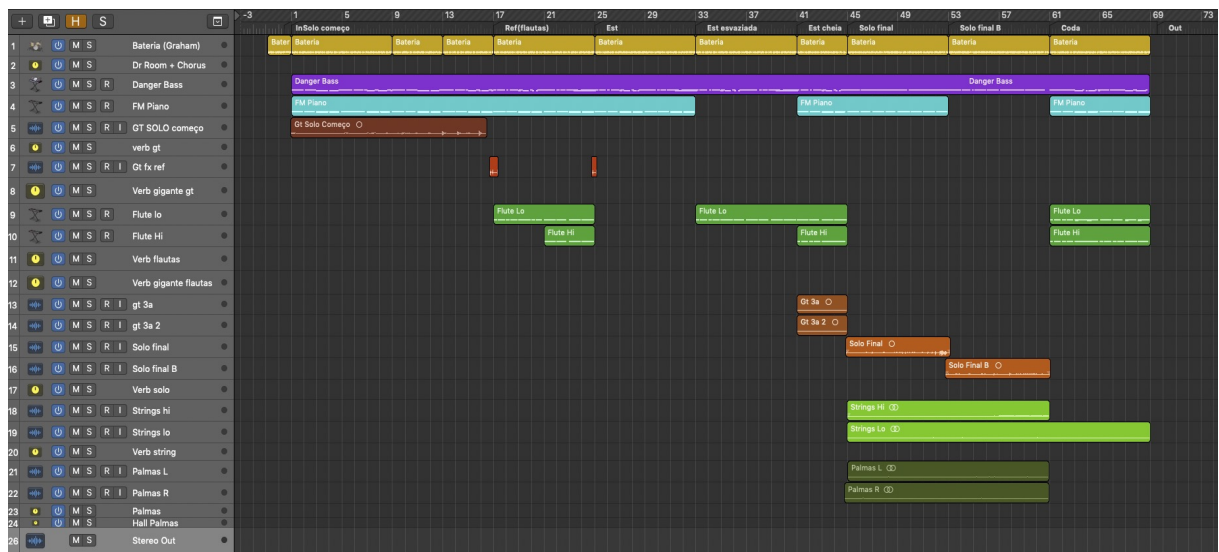 + H S
-3 1 5 9 13 17 21 25 29 33 37 41 45 49 53 57 61 65 69 73
In Solo começo Ref(flautas) Est Est esvaziada Est cheia Solo final Solo final B Coda Out
1 M S Bateria (Graham) Bater Bateria Bateria Bateria Bateria Bateria Bateria Bateria Bateria Bateria Bateria
2 M S Dr Room + Chorus
3 M S R Danger Bass Danger Bass Danger Bass
4 M S R FM Piano FM Piano FM Piano FM Piano
5 M S R I GT SOLO começo Gt Solo Começo
6 M S verb gt
7 M S R I Gt fx ref
8 M S Verb gigante gt
9 M S R Flute lo Flute Lo Flute Lo Flute Lo
10 M S R Flute Hi Flute Hi Flute Hi Flute Hi
11 M S Verb flautas
12 M S Verb gigante flautas
13 M S R I gt 3a Gt 3a
14 M S R I gt 3a 2 Gt 3a 2
15 M S R I Solo final Solo Final
16 M S R I Solo final B Solo Final B
17 M S Verb solo
18 M S R I Strings hi Strings Hi
19 M S R I Strings lo Strings Lo
20 M S Verb string
21 M S R I Palmas L Palmas L
22 M S R I Palmas R Palmas R
23 M S Palmas
24 M S Hall Palmas
26 M S Stereo Out